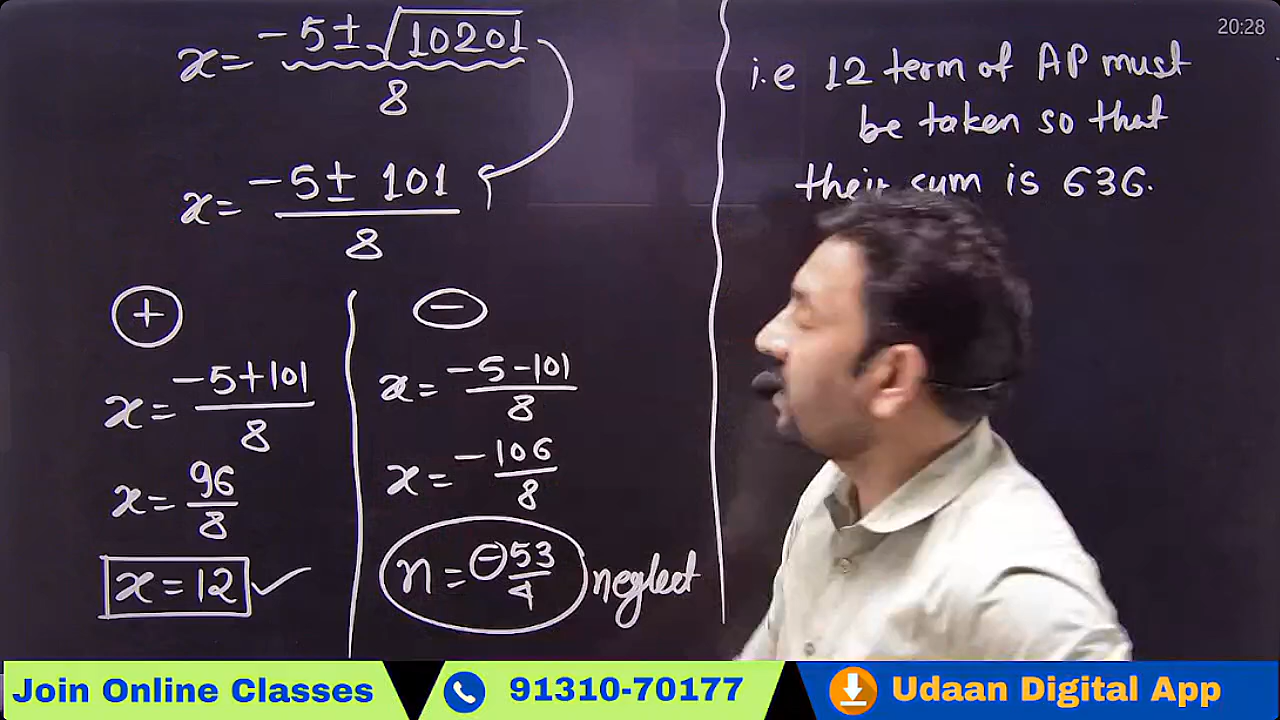 x = -5 ± √10201 / 8
x = -5 ± 101 / 8
+
x = -5+101 / 8
x = 96 / 8
x = 12 ✓
-
x = -5-101 / 8
x = -106 / 8
n = -53 / 4 neglect
20:28
i.e 12 term of AP must
be taken so that
their sum is 636.
Join Online Classes
91310-70177
Udaan Digital App